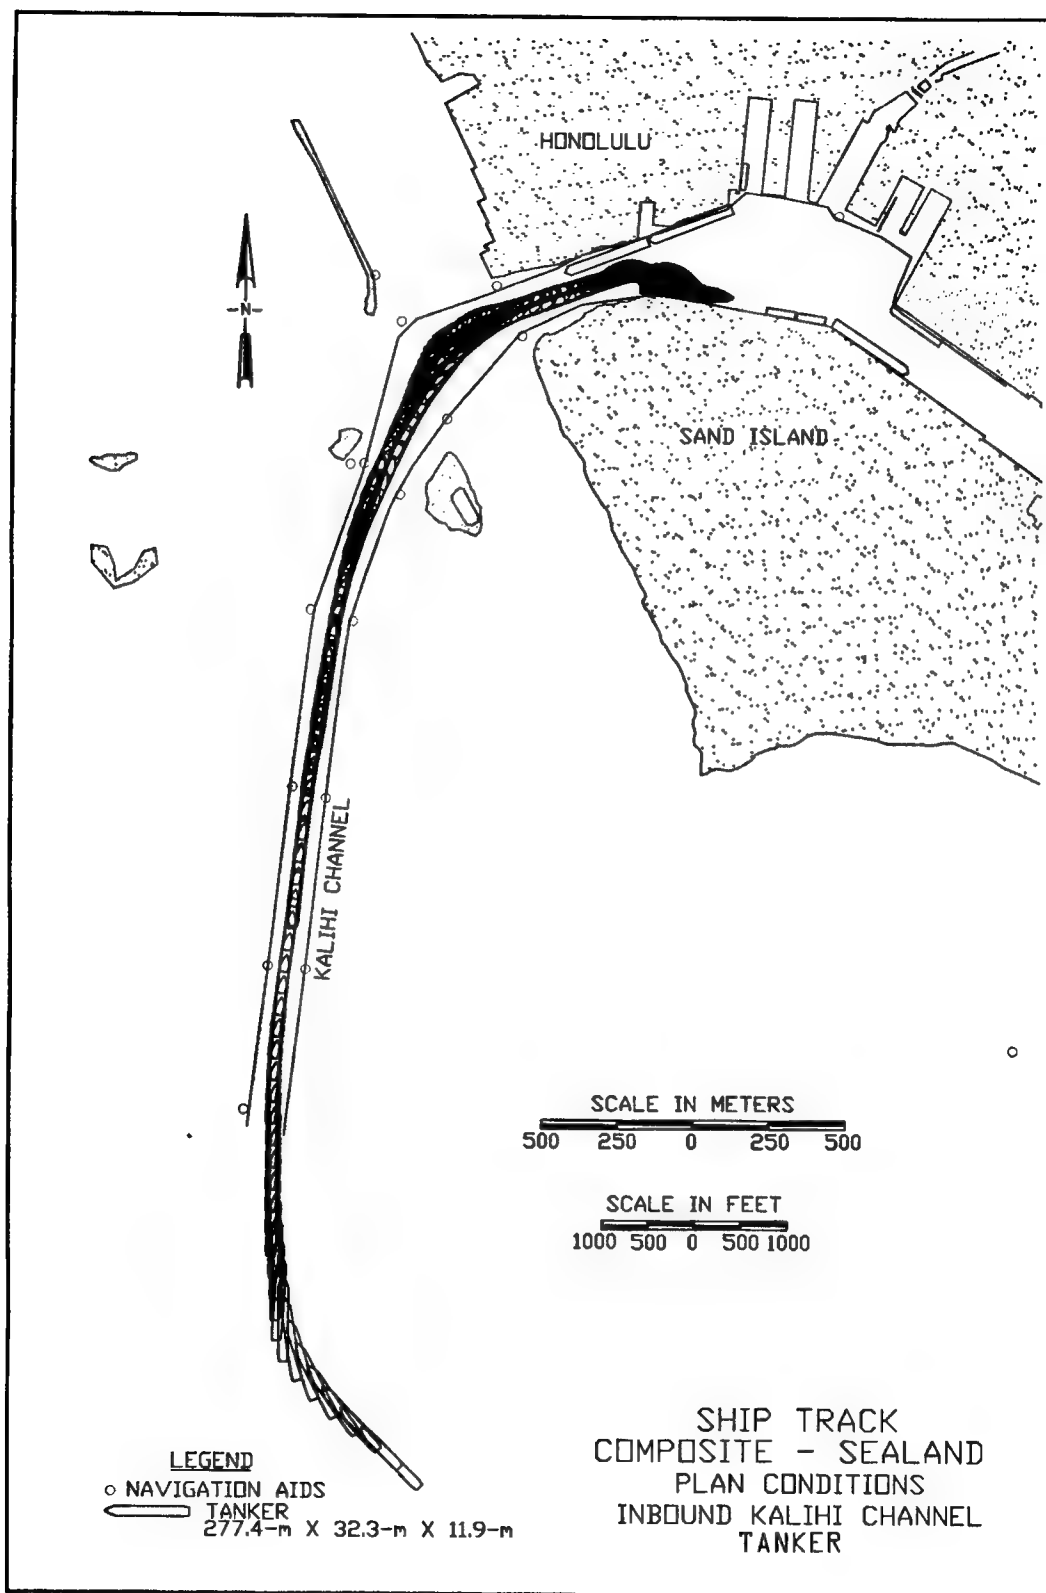 HONOLULU
-N-
SAND ISLAND
KALIHI CHANNEL
SCALE IN METERS
500 250 0 250 500
SCALE IN FEET
1000 500 0 500 1000
LEGEND
NAVIGATION AIDS
TANKER
277.4-m X 32.3-m X 11.9-m
SHIP TRACK
COMPOSITE - SEALAND
PLAN CONDITIONS
INBOUND KALIHI CHANNEL
TANKER